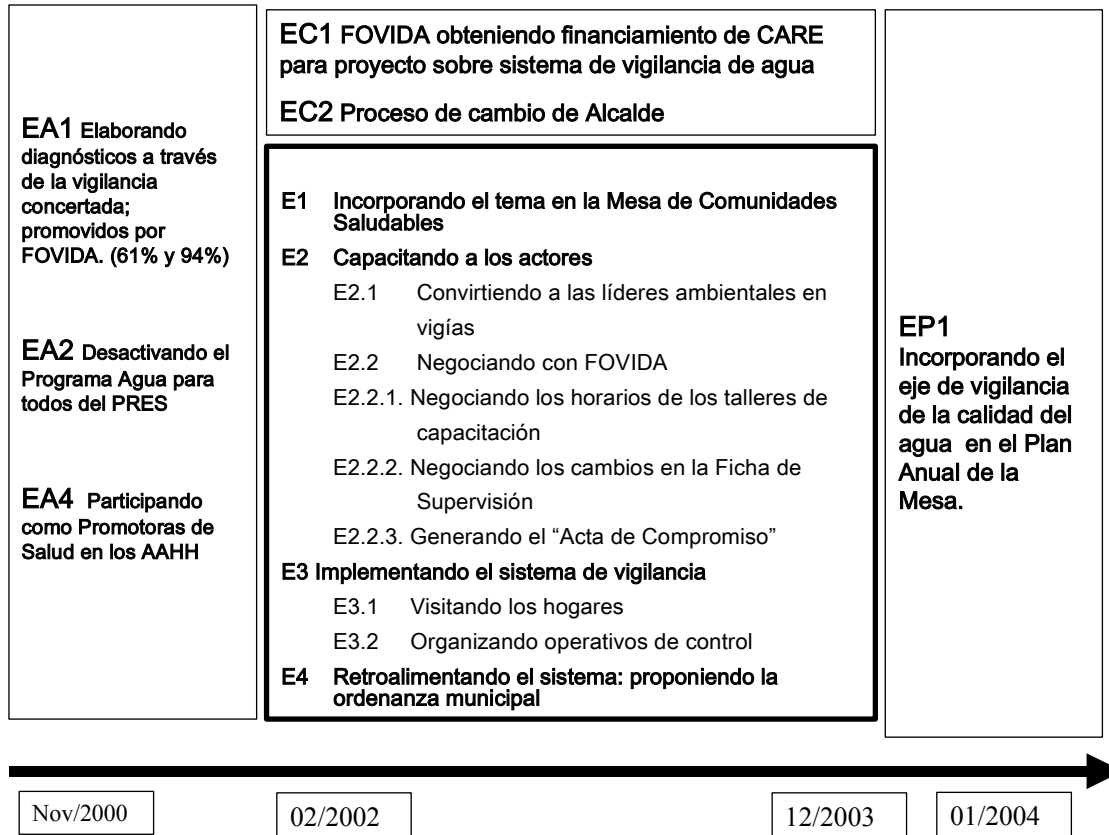 EA1 Elaborando
diagnósticos a través
de la vigilancia
concertada;
promovidos por
FOVIDA. (61% y 94%)
EA2 Desactivando el
Programa Agua para
todos del PRES
EA4 Participando
como Promotoras de
Salud en los AAHH
EC1 FOVIDA obteniendo financiamiento de CARE
para proyecto sobre sistema de vigilancia de agua
EC2 Proceso de cambio de Alcalde
E1 Incorporando el tema en la Mesa de Comunidades
Saludables
E2 Capacitando a los actores
E2.1 Convirtiendo a las líderes ambientales en
vigías
E2.2 Negociando con FOVIDA
E2.2.1. Negociando los horarios de los talleres de
capacitación
E2.2.2. Negociando los cambios en la Ficha de
Supervisión
E2.2.3. Generando el “Acta de Compromiso”
E3 Implementando el sistema de vigilancia
E3.1 Visitando los hogares
E3.2 Organizando operativos de control
E4 Retroalimentando el sistema: proponiendo la
ordenanza municipal
EP1
Incorporando el
eje de vigilancia
de la calidad del
agua en el Plan
Anual de la
Mesa.
Nov/2000
02/2002
12/2003
01/2004